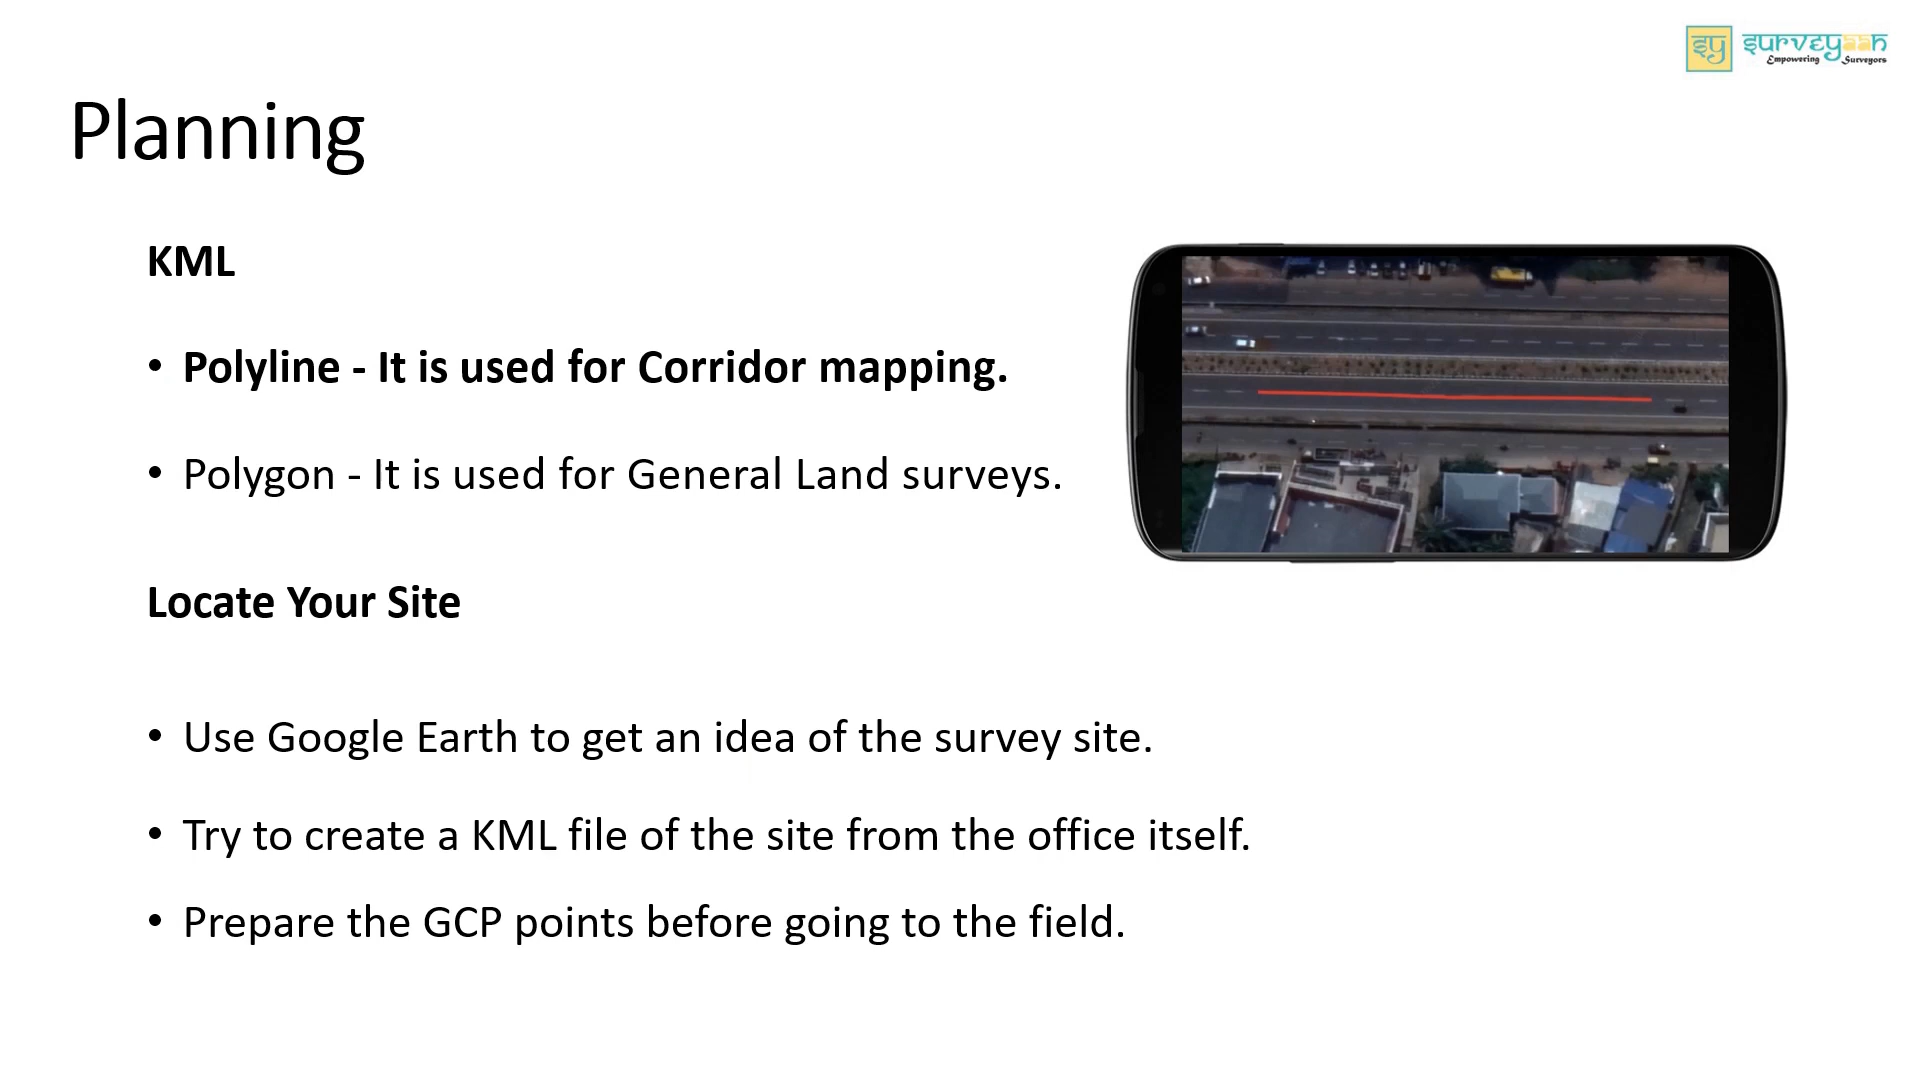 sy surveyaan
Empowering Surveyors
Planning
KML
• Polyline - It is used for Corridor mapping.
• Polygon - It is used for General Land surveys.
Locate Your Site
• Use Google Earth to get an idea of the survey site.
• Try to create a KML file of the site from the office itself.
• Prepare the GCP points before going to the field.